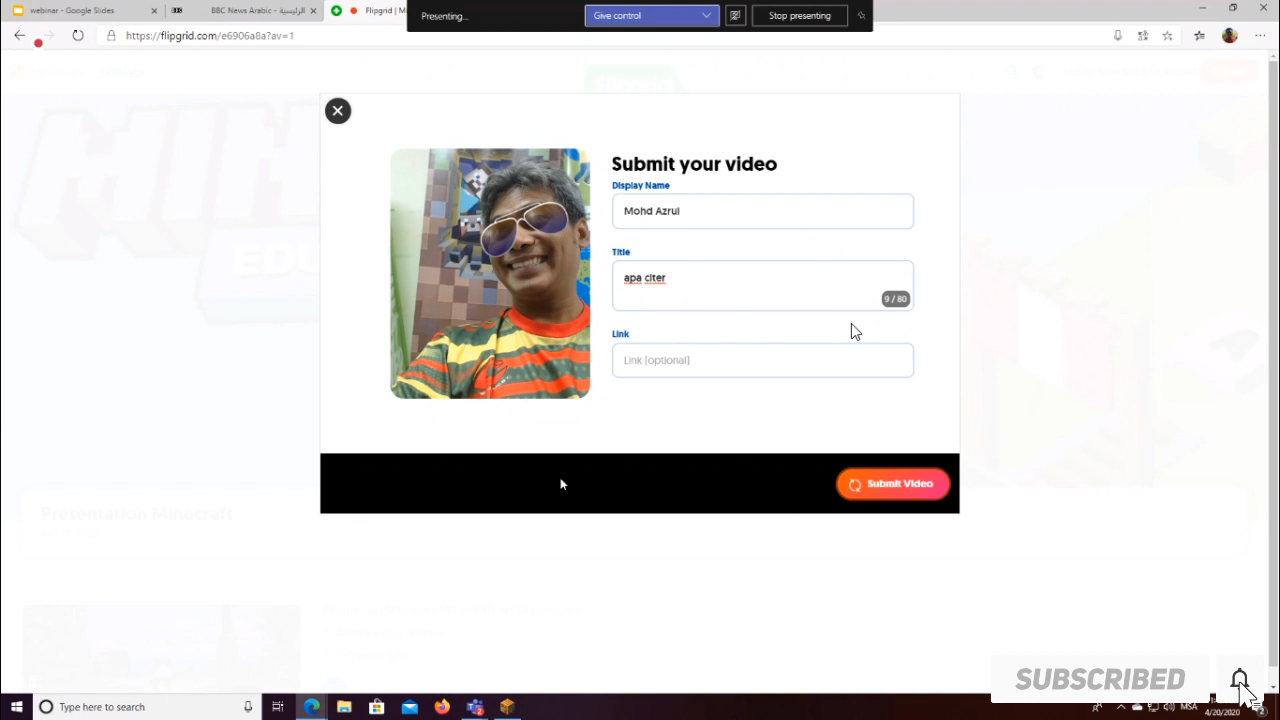 webinar - Google Slides
BBC News Arabic - الرئيسية
Flipgrid | Mi
Presenting...
Give control
Stop presenting
https://flipgrid.com/e6906a8a?av=1
Submit your video
Display Name
Mohd Azrul
Title
apa citer
9 / 80
Link
Link (optional)
Submit Video
Presentation Minecraft
SUBSCRIBED
Type here to search
MSA
4/20/2020
2